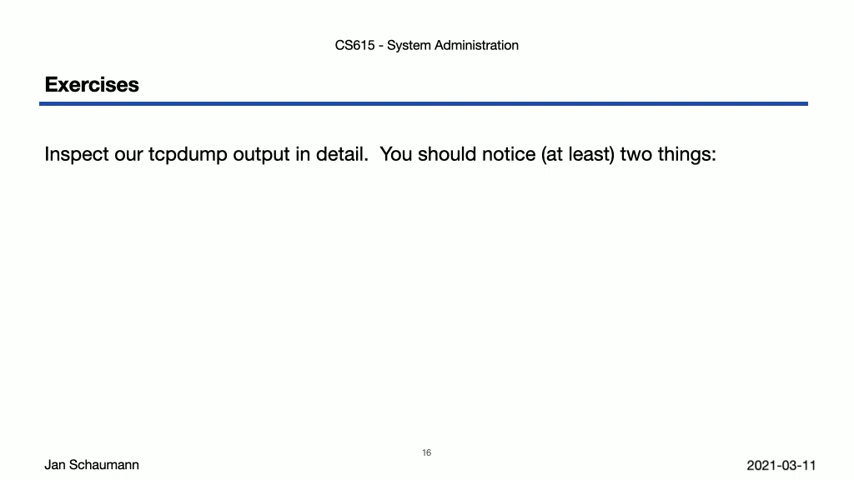 CS615 - System Administration
Exercises
Inspect our tcpdump output in detail.  You should notice (at least) two things:
16
Jan Schaumann
2021-03-11